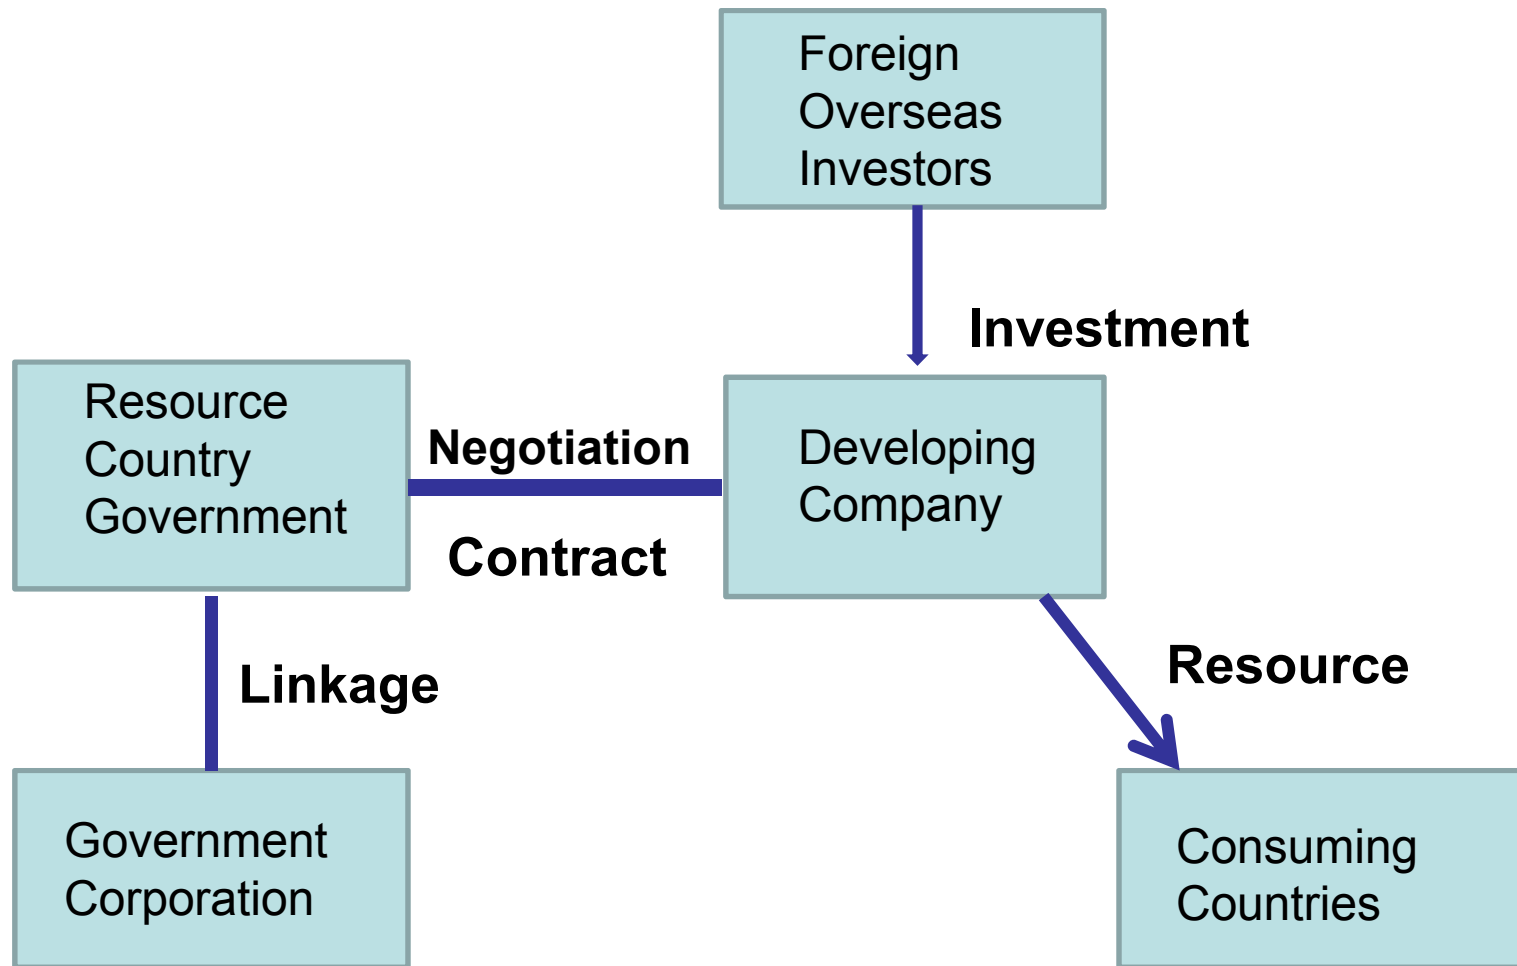 Foreign
Overseas
Investors
Investment
Resource
Country
Government
Negotiation
Contract
Developing
Company
Linkage
Resource
Government
Corporation
Consuming
Countries